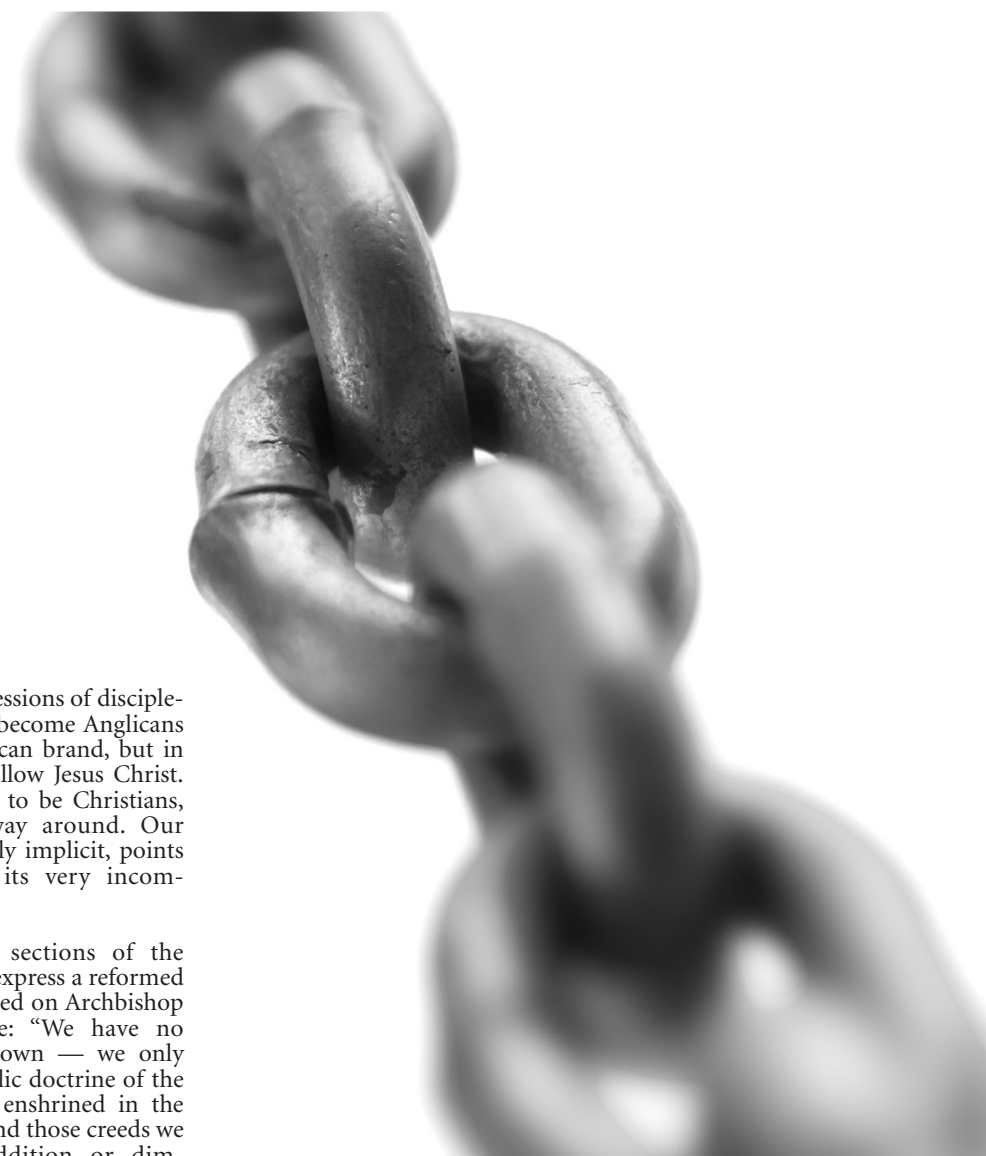 essions of disciple-
become Anglicans
can brand, but in
llow Jesus Christ.
to be Christians,
vay around. Our
ly implicit, points
its very incom-
sections of the
express a reformed
ed on Archbishop
e: “We have no
own — we only
lic doctrine of the
enshrined in the
nd those creeds we
ddition or dim-